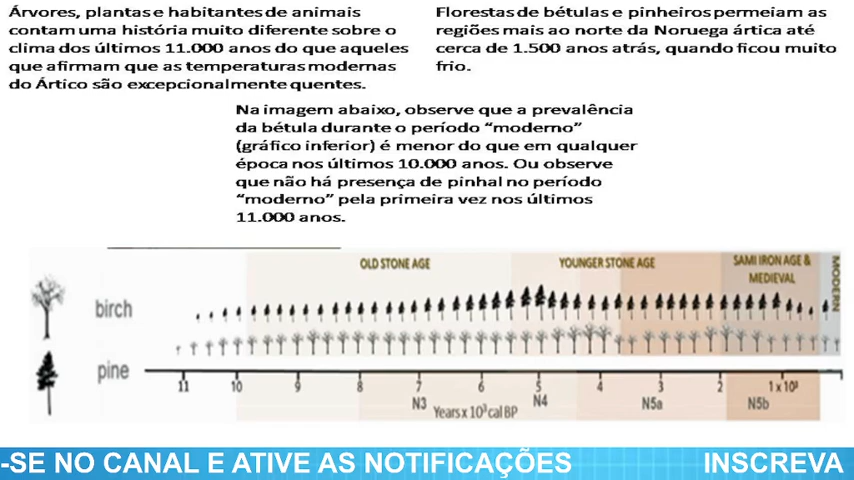 Árvores, plantas e habitantes de animais
contam uma história muito diferente sobre o
clima dos últimos 11.000 anos do que aqueles
que afirmam que as temperaturas modernas
do Ártico são excepcionalmente quentes.
Florestas de bétulas e pinheiros permeiam as
regiões mais ao norte da Noruega ártica até
cerca de 1.500 anos atrás, quando ficou muito
frio.
Na imagem abaixo, observe que a prevalência
da bétula durante o período “moderno”
(gráfico inferior) é menor do que em qualquer
época nos últimos 10.000 anos. Ou observe
que não há presença de pinhal no período
“moderno” pela primeira vez nos últimos
11.000 anos.
OLD STONE AGE
YOUNGER STONE AGE
SAMI IRON AGE &
MEDIEVAL
MODERN
birch
pine
11 10 9 8 7 6 5 4 3 2 1 x 10³
N3 N4 N5a N5b
Years x 10³ cal BP
-SE NO CANAL E ATIVE AS NOTIFICAÇÕES INSCREVA